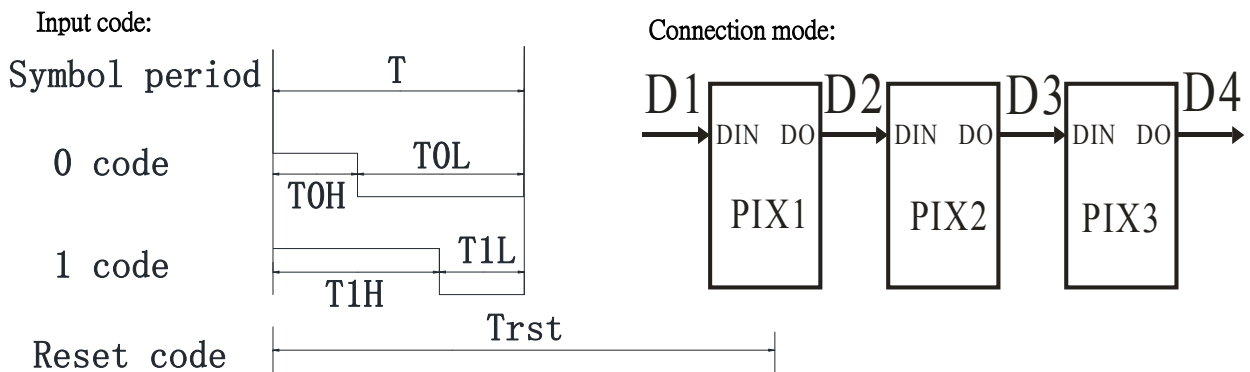 Input code:
Symbol period
T
0 code
T0H
T0L
1 code
T1H
T1L
Reset code
Trst
Connection mode:
D1
D2
D3
D4
DIN DO
DIN DO
DIN DO
PIX1
PIX2
PIX3